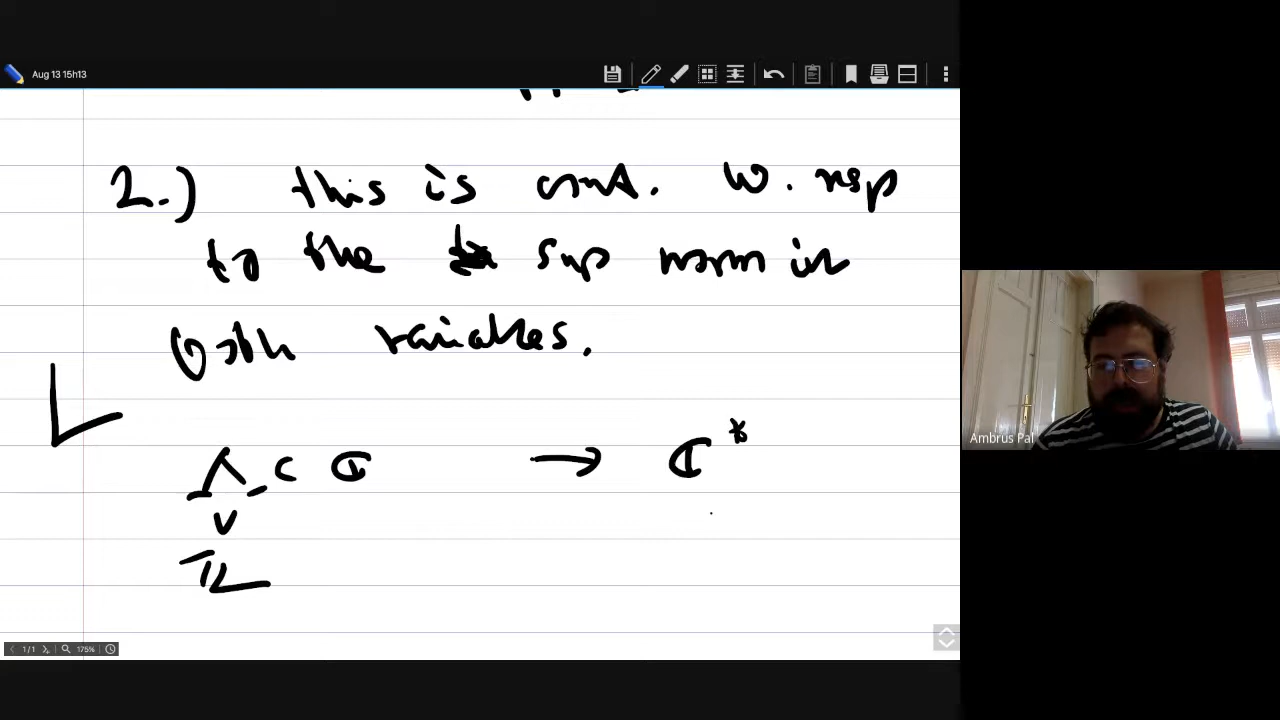 Aug 13 15h13
2.) this is cont. w. resp
to the sup norm in
both variables.
Λ ⊂ ℂ → ℂ*
∨
ℤ
Ambrus Pal
1/1 175%